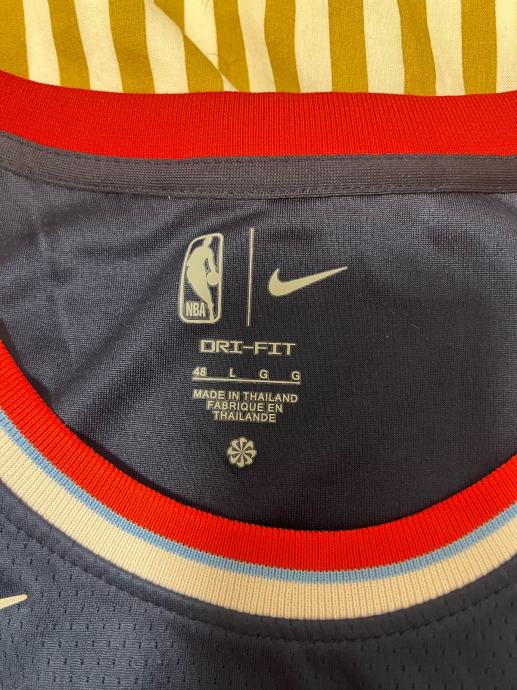 NBA
DRI-FIT
48 L G G
MADE IN THAILAND
FABRIQUE EN
THAILANDE